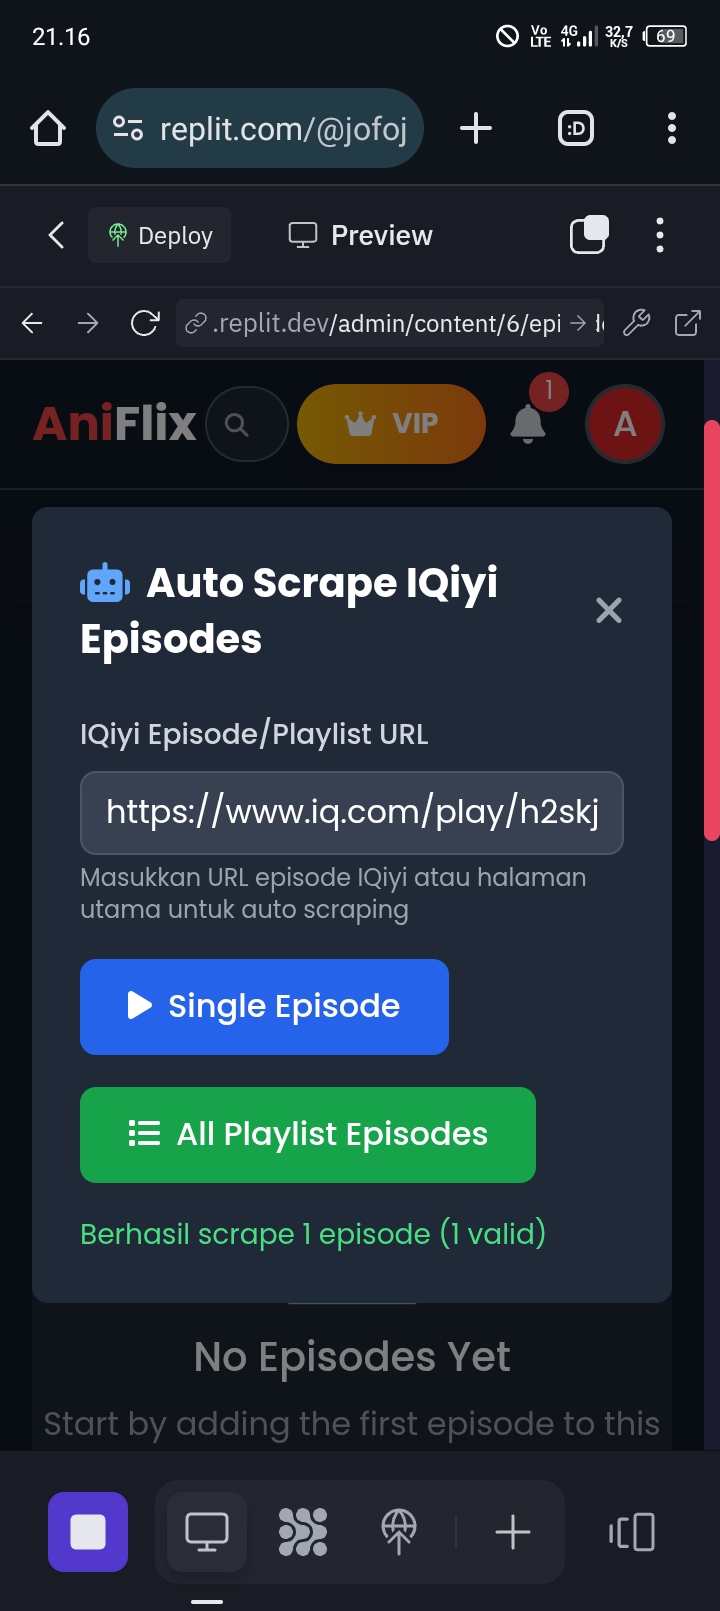 21.16
Vo LTE 4G 32,7 K/S 69
replit.com/@jofoj
:D
Deploy
Preview
.replit.dev/admin/content/6/epi
AniFlix
VIP
1
A
Auto Scrape IQiyi
Episodes
IQiyi Episode/Playlist URL
https://www.iq.com/play/h2skj
Masukkan URL episode IQiyi atau halaman
utama untuk auto scraping
Single Episode
All Playlist Episodes
Berhasil scrape 1 episode (1 valid)
No Episodes Yet
Start by adding the first episode to this